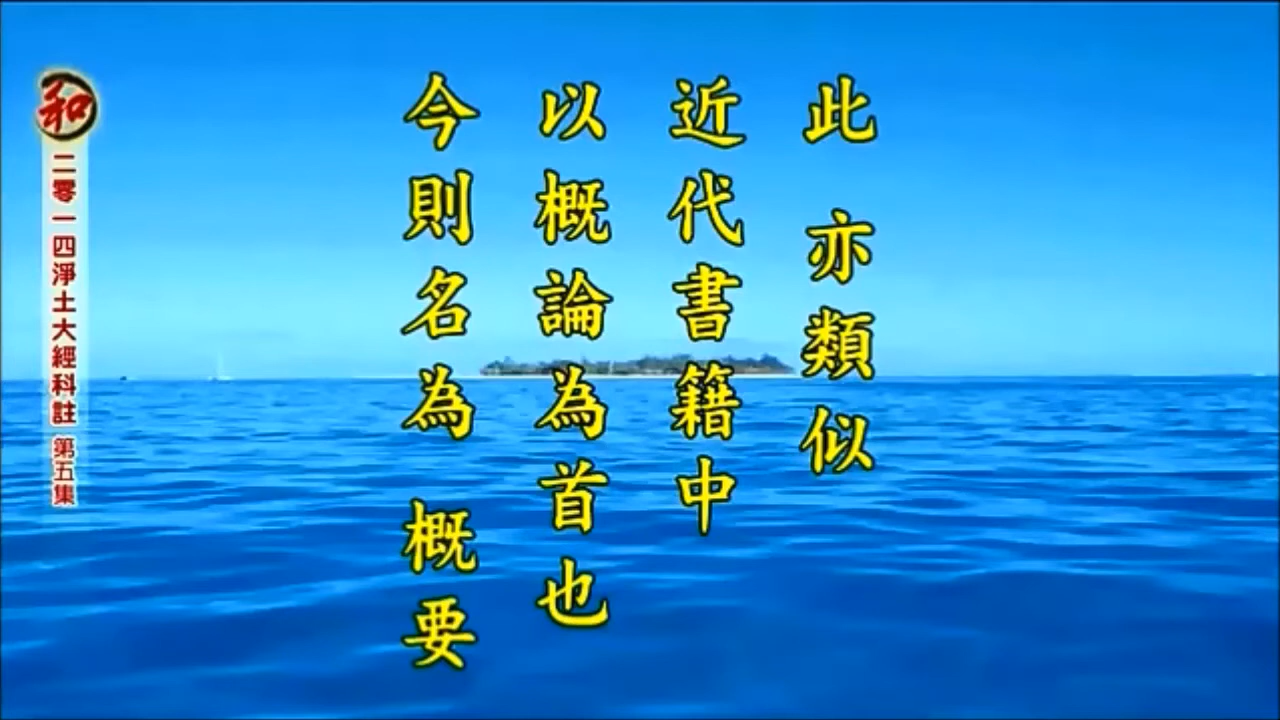 此 亦類似
近代書籍中
以概論為首也
今則名為 概要
和
二零一四淨土大經科註 第五集